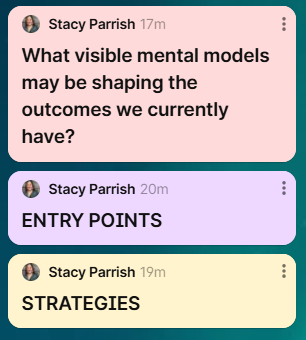 Stacy Parrish 17m
What visible mental models
may be shaping the
outcomes we currently
have?
Stacy Parrish 20m
ENTRY POINTS
Stacy Parrish 19m
STRATEGIES